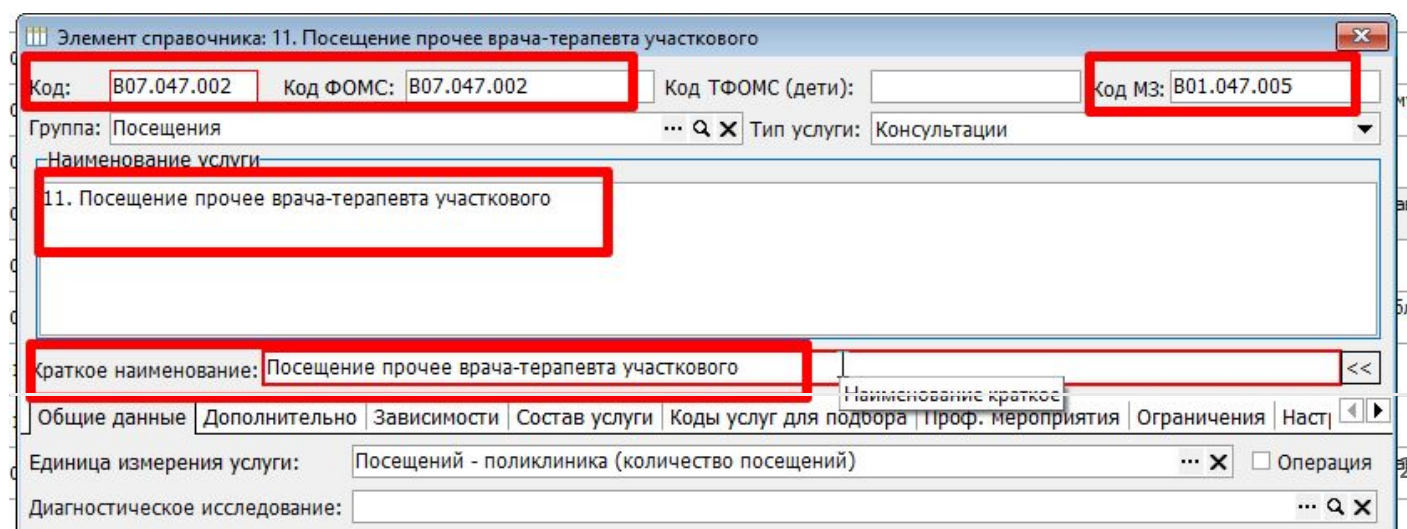 Элемент справочника: 11. Посещение прочее врача-терапевта участкового
Код: B07.047.002 Код ФОМС: B07.047.002 Код ТФОМС (дети): Код МЗ: B01.047.005
Группа: Посещения Тип услуги: Консультации
Наименование услуги
11. Посещение прочее врача-терапевта участкового
Краткое наименование: Посещение прочее врача-терапевта участкового <<
Наименование краткое
Общие данные Дополнительно Зависимости Состав услуги Коды услуг для подбора Проф. мероприятия Ограничения
Единица измерения услуги: Посещений - поликлиника (количество посещений) ... Операция
Диагностическое исследование: ...